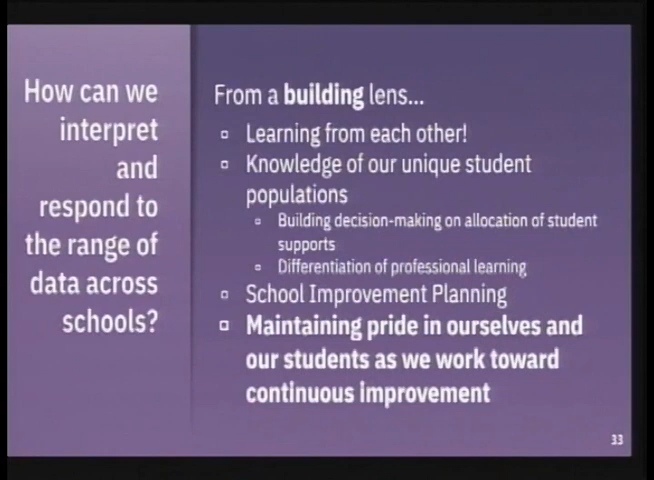 How can we
interpret
and
respond to
the range of
data across
schools?
From a building lens...
Learning from each other!
Knowledge of our unique student
populations
Building decision-making on allocation of student
supports
Differentiation of professional learning
School Improvement Planning
Maintaining pride in ourselves and
our students as we work toward
continuous improvement
33